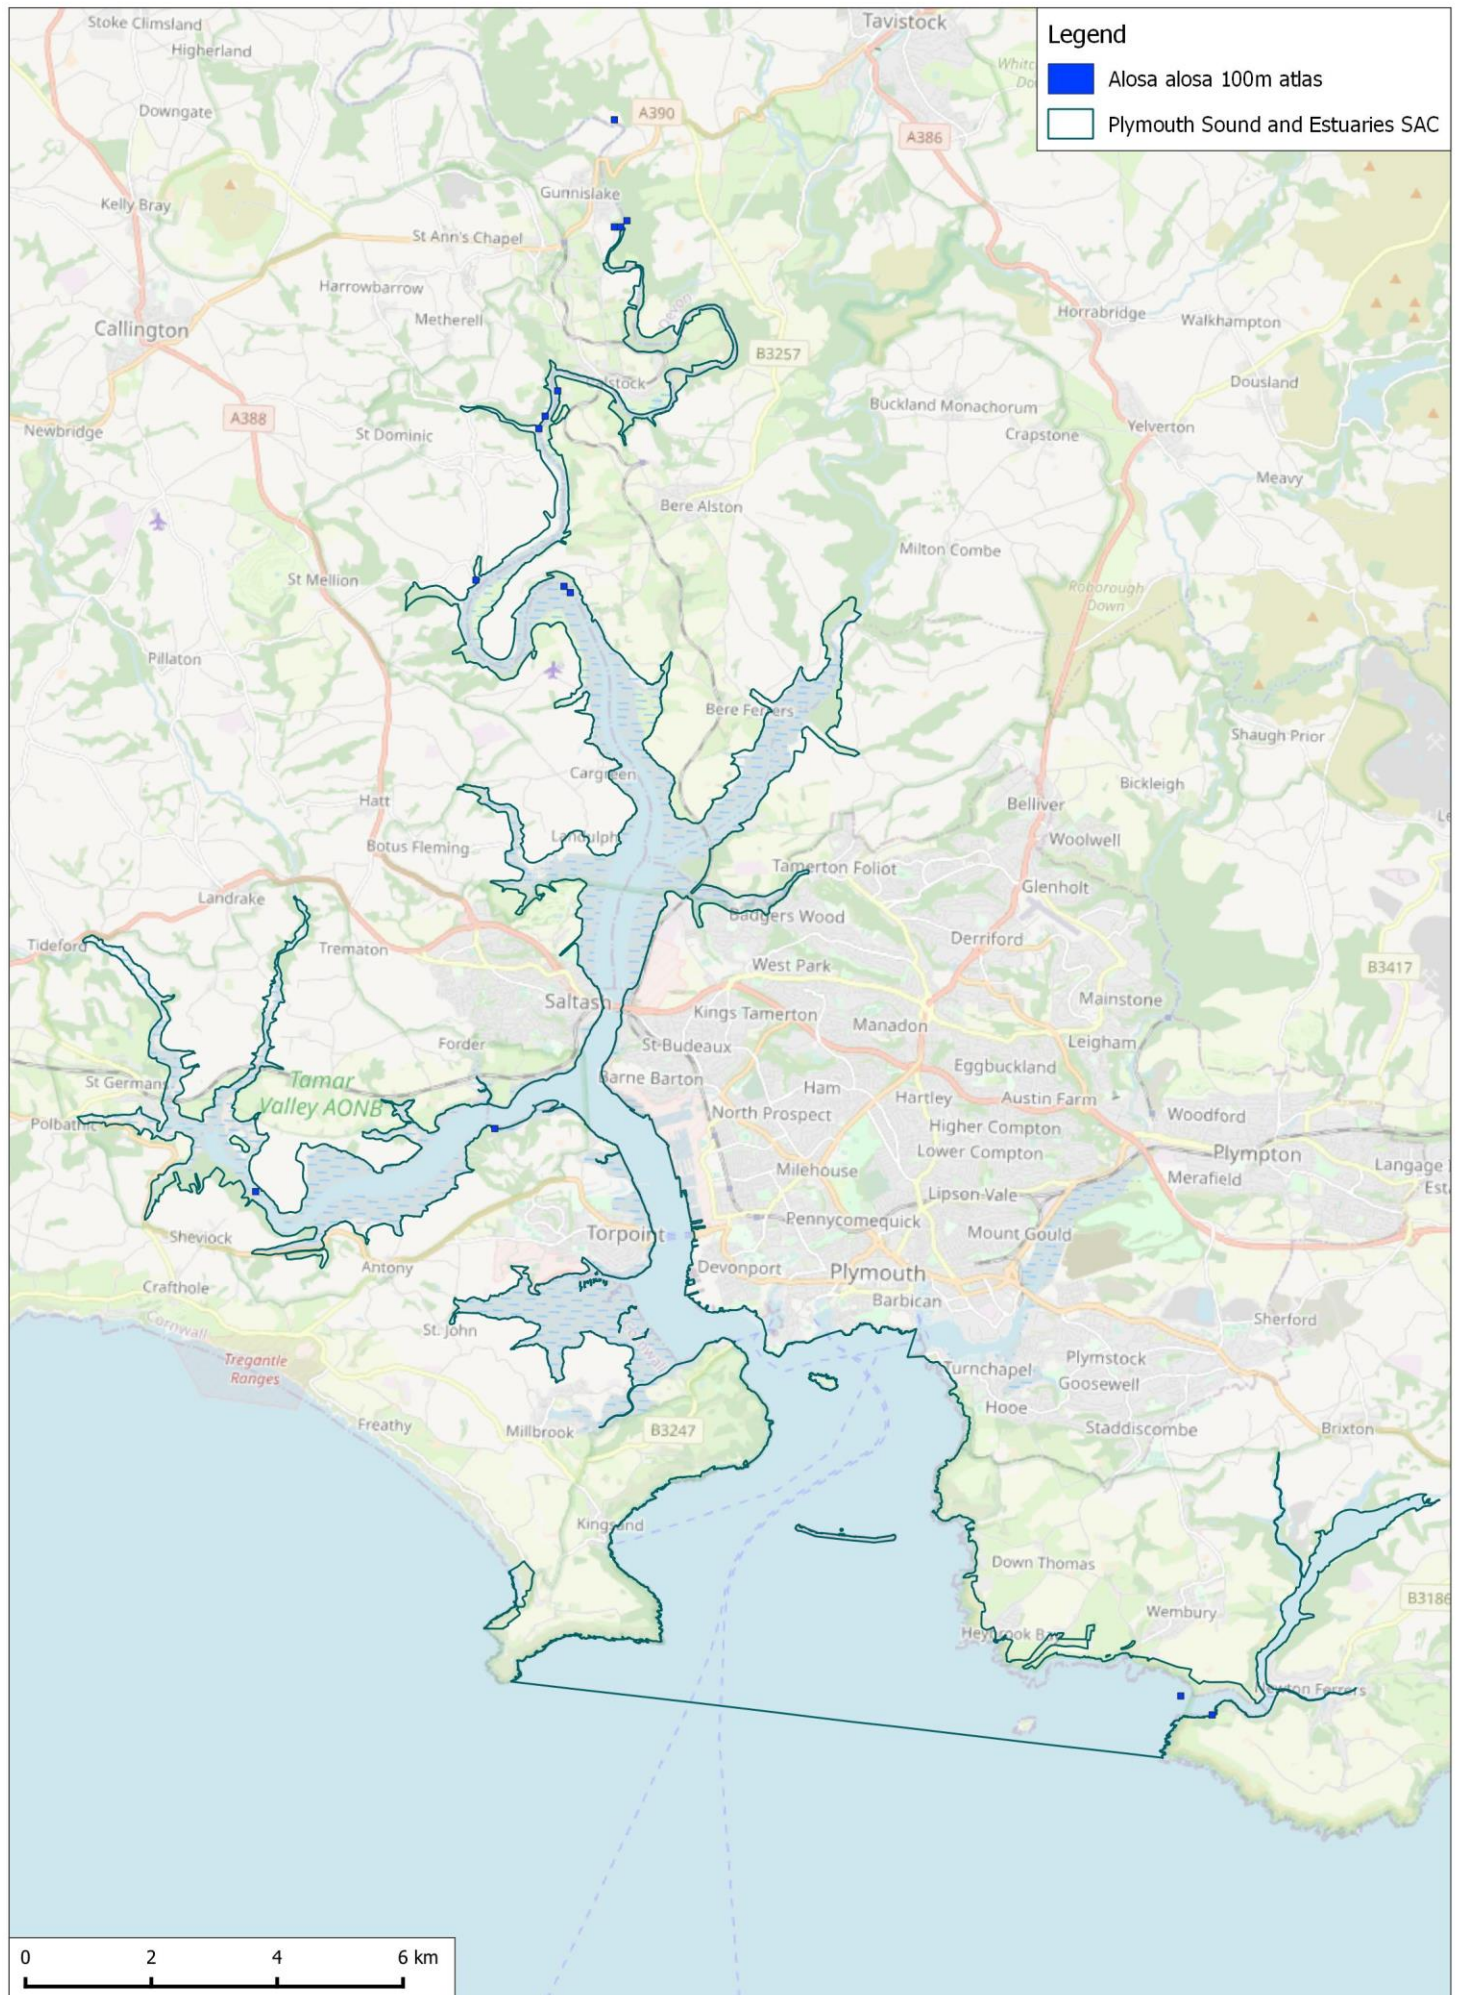 Stoke Climsland
Tavistock
Legend
Alosa alosa 100m atlas
Plymouth Sound and Estuaries SAC
Higherland
Downgate
A390
A386
Gunnislake
Kelly Bray
St Ann's Chapel
Harrowbarrow
Metherell
Devon
Horrabridge
Walkhampton
Callington
B3257
Dousland
A388
Buckland Monachorum
Newbridge
St Dominic
Crapstone
Yelverton
Meavy
Bere Alston
Milton Combe
St Mellion
Roborough
Down
Pillaton
Bere Ferrers
Shaugh Prior
Cargreen
Bickleigh
Hatt
Belliver
Landulph
Woolwell
Botus Fleming
Tamerton Foliot
Landrake
Glenholt
Badgers Wood
Tideford
Trematon
Derriford
West Park
B3417
Saltash
Kings Tamerton
Manadon
Mainstone
Forder
St Budeaux
Leigham
Eggbuckland
St Germans
Tamar
Valley AONB
Barne Barton
Ham
Hartley
Austin Farm
North Prospect
Woodford
Polbathic
Higher Compton
Lower Compton
Plympton
Milehouse
Langage
Merafield
Lipson Vale
Pennycomequick
Torpoint
Mount Gould
Sheviock
Antony
Devonport
Plymouth
Crafthole
Barbican
Sherford
Cornwall
St. John
Tregantle
Ranges
Turnchapel
Plymstock
Goosewell
Hooe
Freathy
Millbrook
B3247
Staddiscombe
Brixton
Kingsand
Down Thomas
B3186
Wembury
Heybrook Bay
Newton Ferrers
0 2 4 6 km